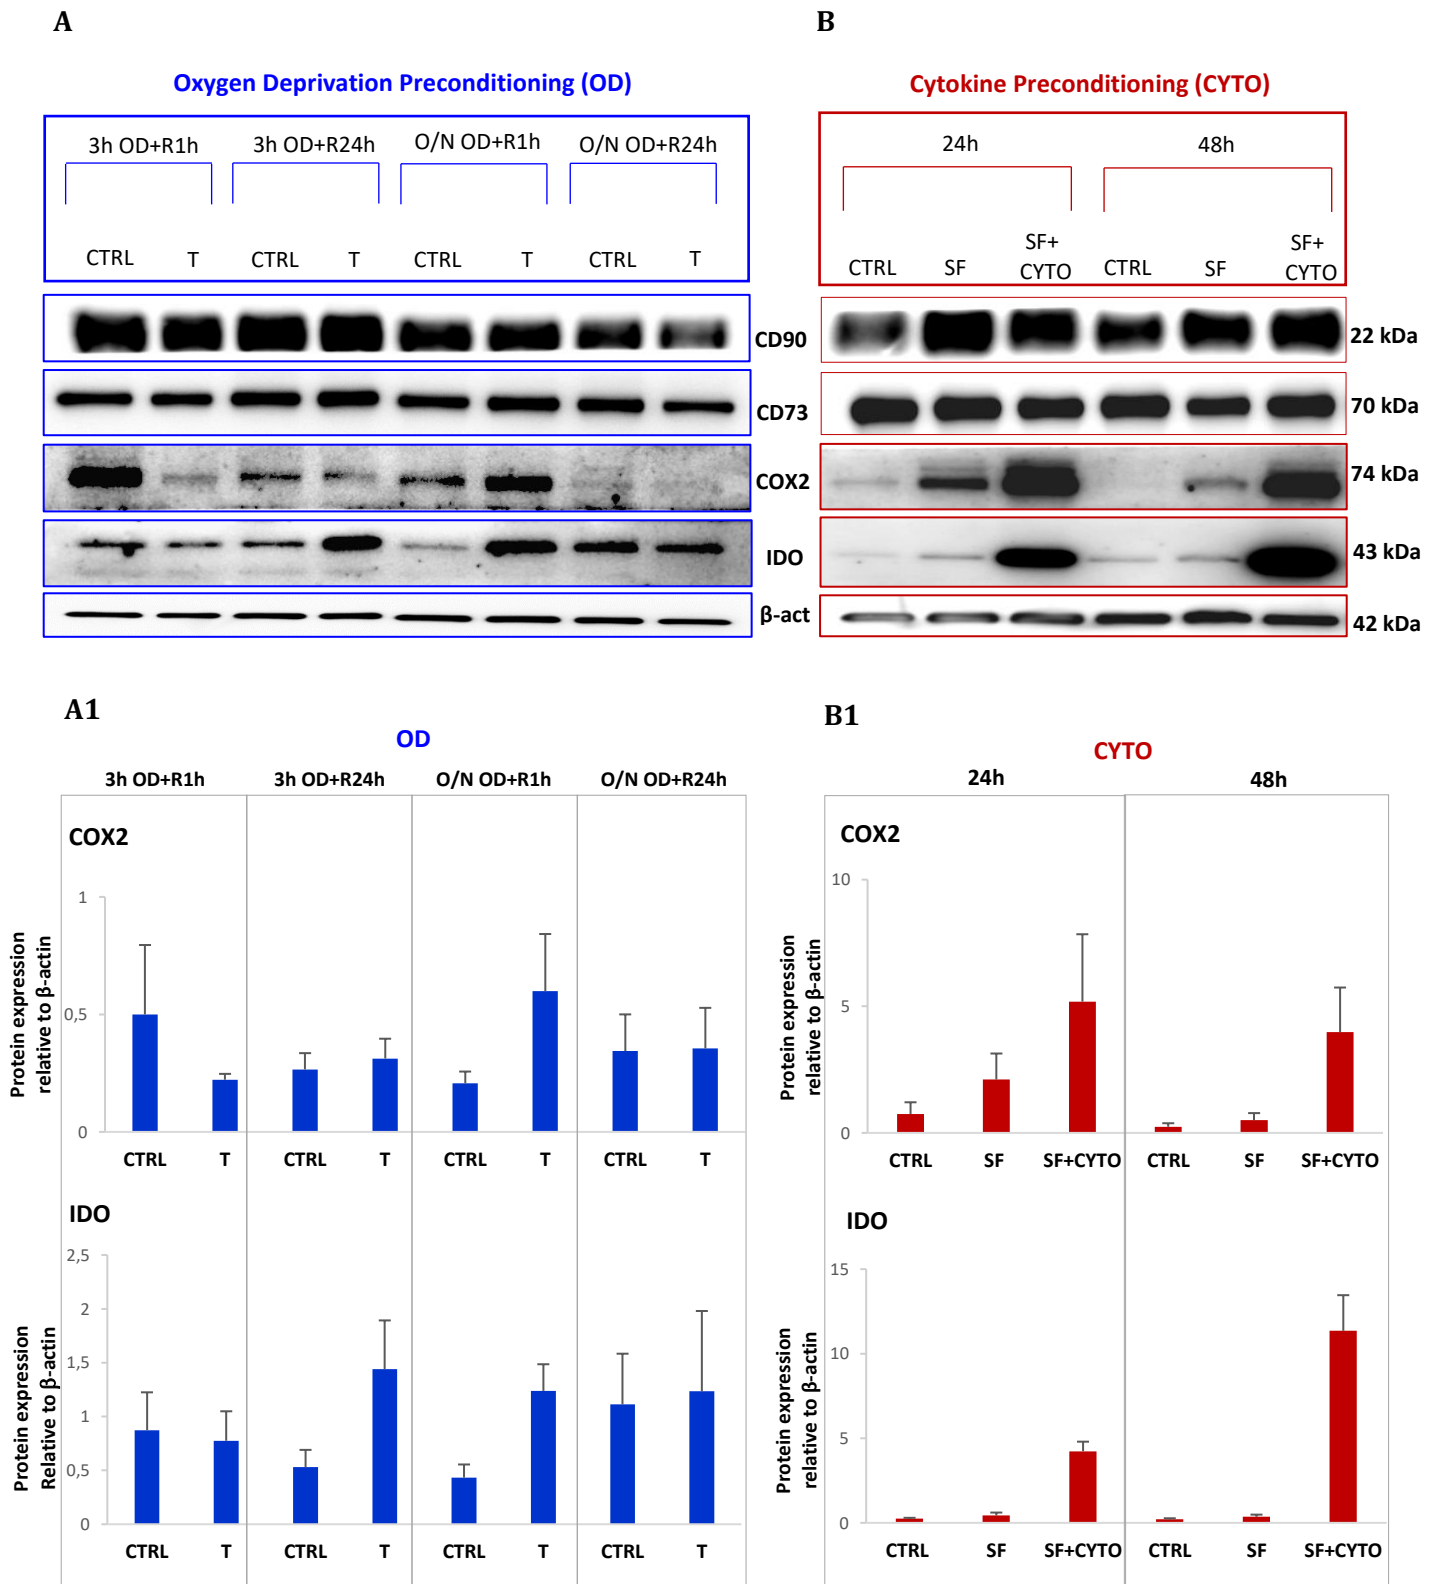 A
B
Oxygen Deprivation Preconditioning (OD)
Cytokine Preconditioning (CYTO)
3h OD+R1h 3h OD+R24h O/N OD+R1h O/N OD+R24h
CTRL T CTRL T CTRL T CTRL T
24h 48h
CTRL SF SF+ CYTO CTRL SF SF+ CYTO
CD90 22 kDa
CD73 70 kDa
COX2 74 kDa
IDO 43 kDa
β-act 42 kDa
A1
OD
3h OD+R1h 3h OD+R24h O/N OD+R1h O/N OD+R24h
COX2
Protein expression
relative to β-actin
1
0,5
0
CTRL T CTRL T CTRL T CTRL T
IDO
Protein expression
Relative to β-actin
2,5
2
1,5
1
0,5
0
CTRL T CTRL T CTRL T CTRL T
B1
CYTO
24h 48h
COX2
Protein expression
relative to β-actin
10
5
0
CTRL SF SF+CYTO CTRL SF SF+CYTO
IDO
Protein expression
relative to β-actin
15
10
5
0
CTRL SF SF+CYTO CTRL SF SF+CYTO